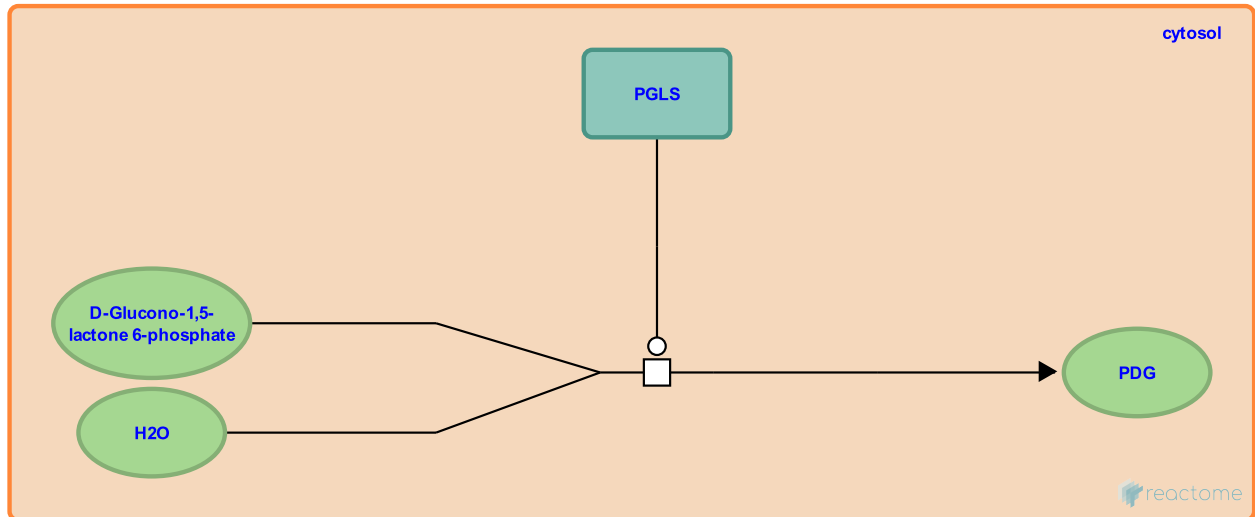 cytosol
PGLS
D-Glucono-1,5-
lactone 6-phosphate
H2O
PDG
reactome